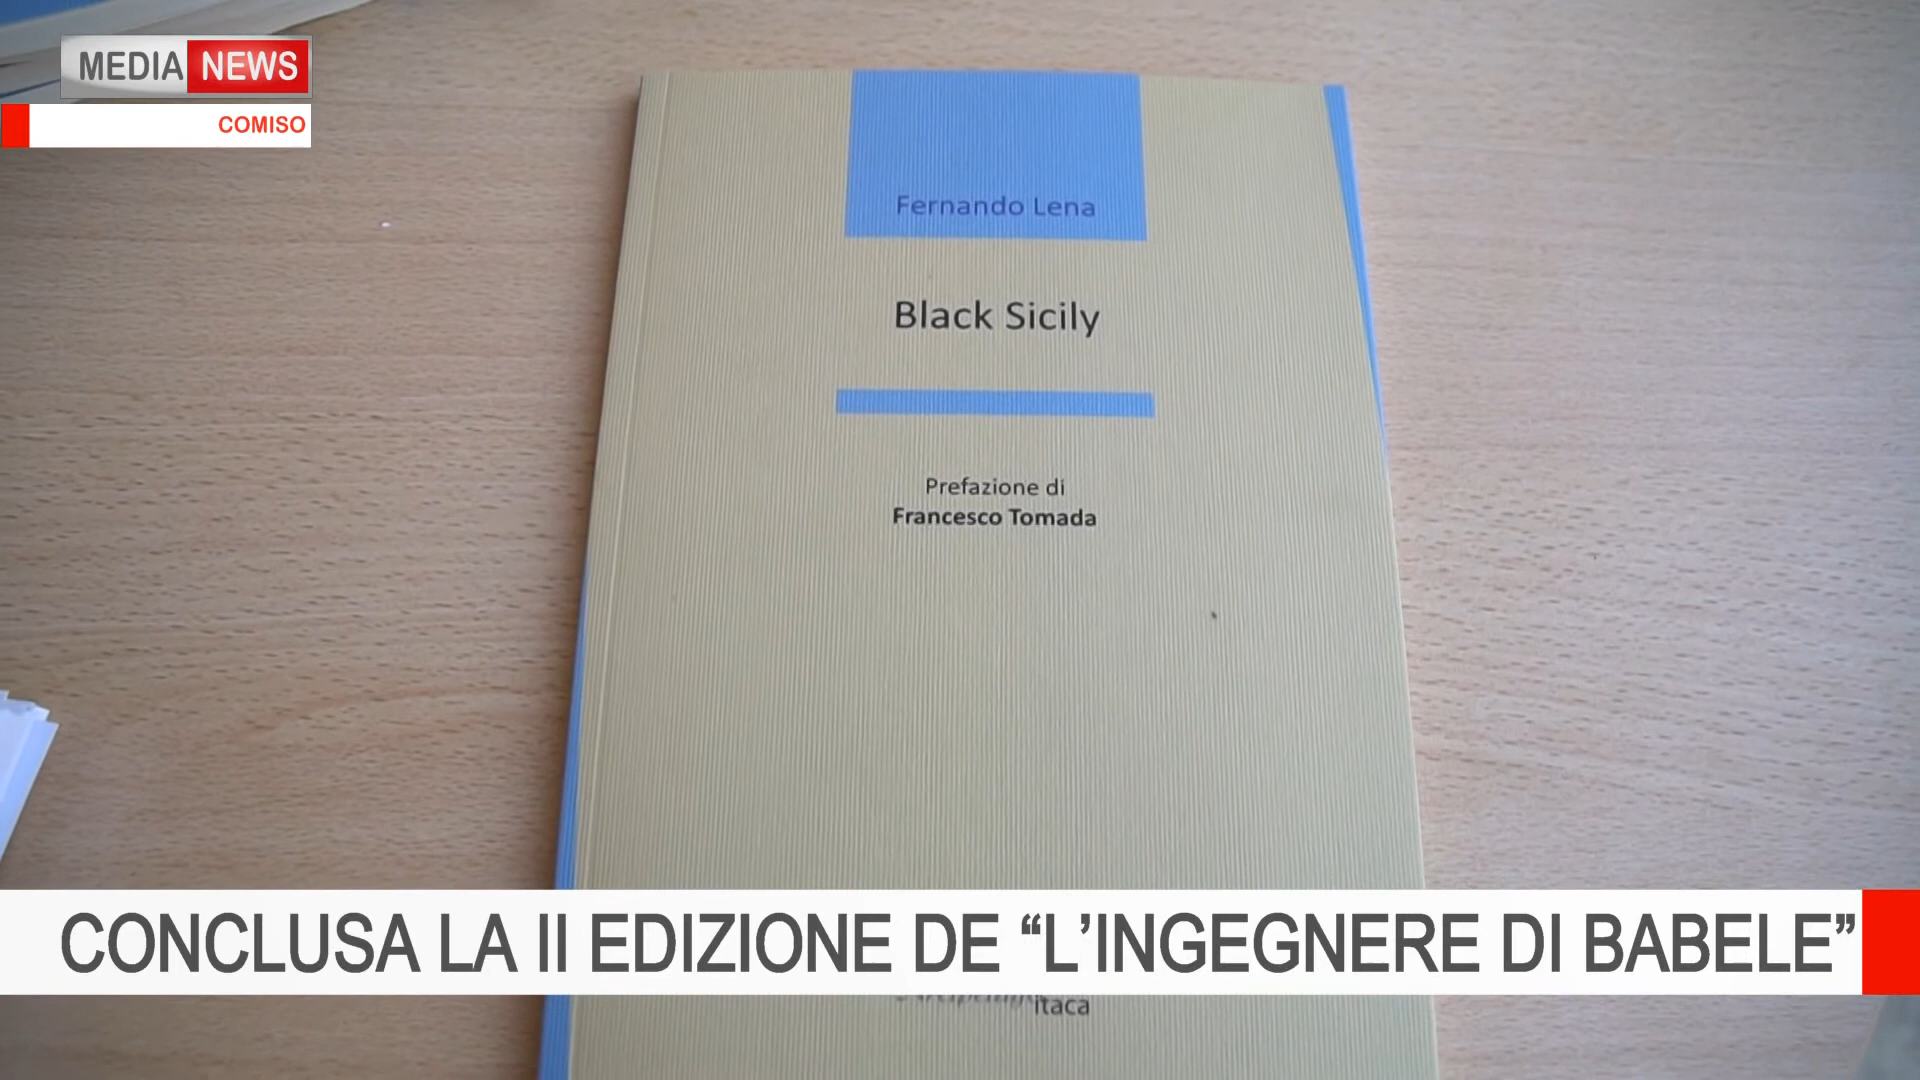 MEDIA NEWS
COMISO
Fernando Lena
Black Sicily
Prefazione di
Francesco Tomada
CONCLUSA LA II EDIZIONE DE “L’INGEGNERE DI BABELE”
itaca